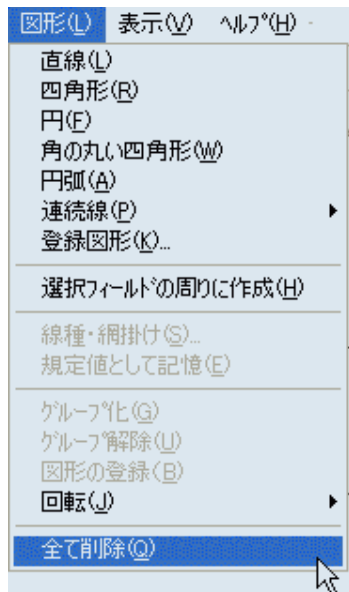 図形(L) 表示(V) ﾍﾙﾌﾟ(H)
直線(L)
四角形(R)
円(F)
角の丸い四角形(W)
円弧(A)
連続線(P)
登録図形(K)...
選択ﾌｨｰﾙﾄﾞの周りに作成(H)
線種・網掛け(S)...
規定値として記憶(E)
ｸﾞﾙｰﾌﾟ化(G)
ｸﾞﾙｰﾌﾟ解除(U)
図形の登録(B)
回転(J)
全て削除(Q)